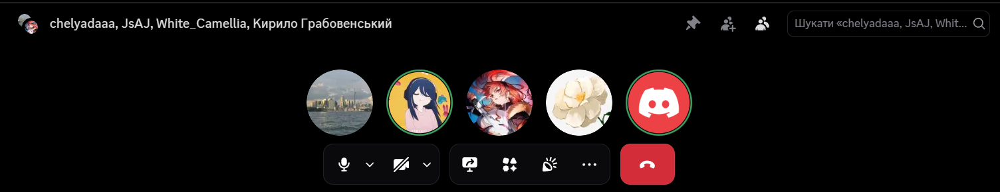 chelyadaaa, JsAJ, White_Camellia, Кирило Грабовенський
Шукати «chelyadaaa, JsAJ, Whit...